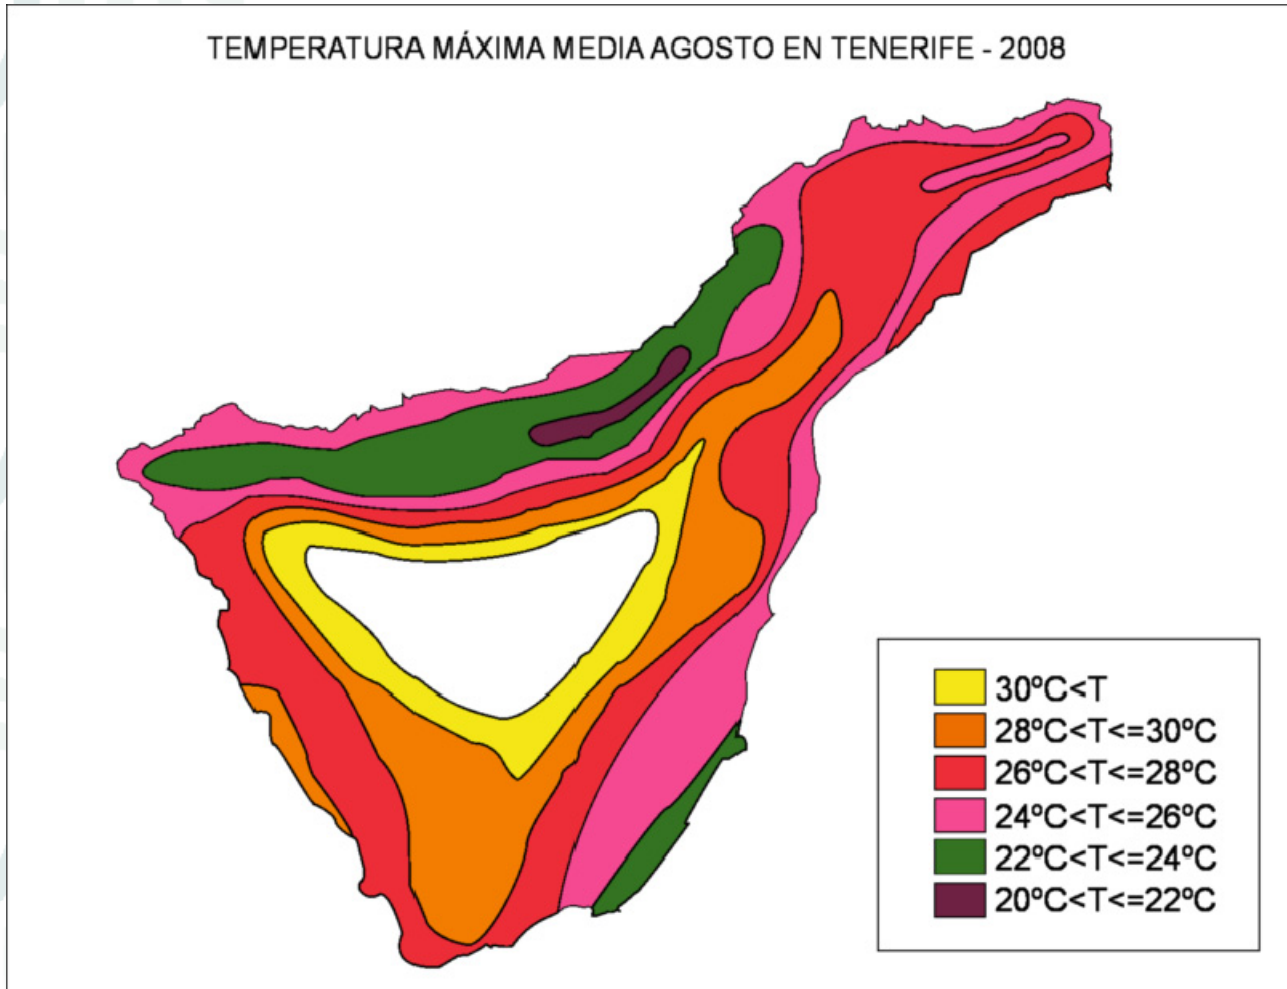 TEMPERATURA MÁXIMA MEDIA AGOSTO EN TENERIFE - 2008
30ºC<T
28ºC<T<=30ºC
26ºC<T<=28ºC
24ºC<T<=26ºC
22ºC<T<=24ºC
20ºC<T<=22ºC